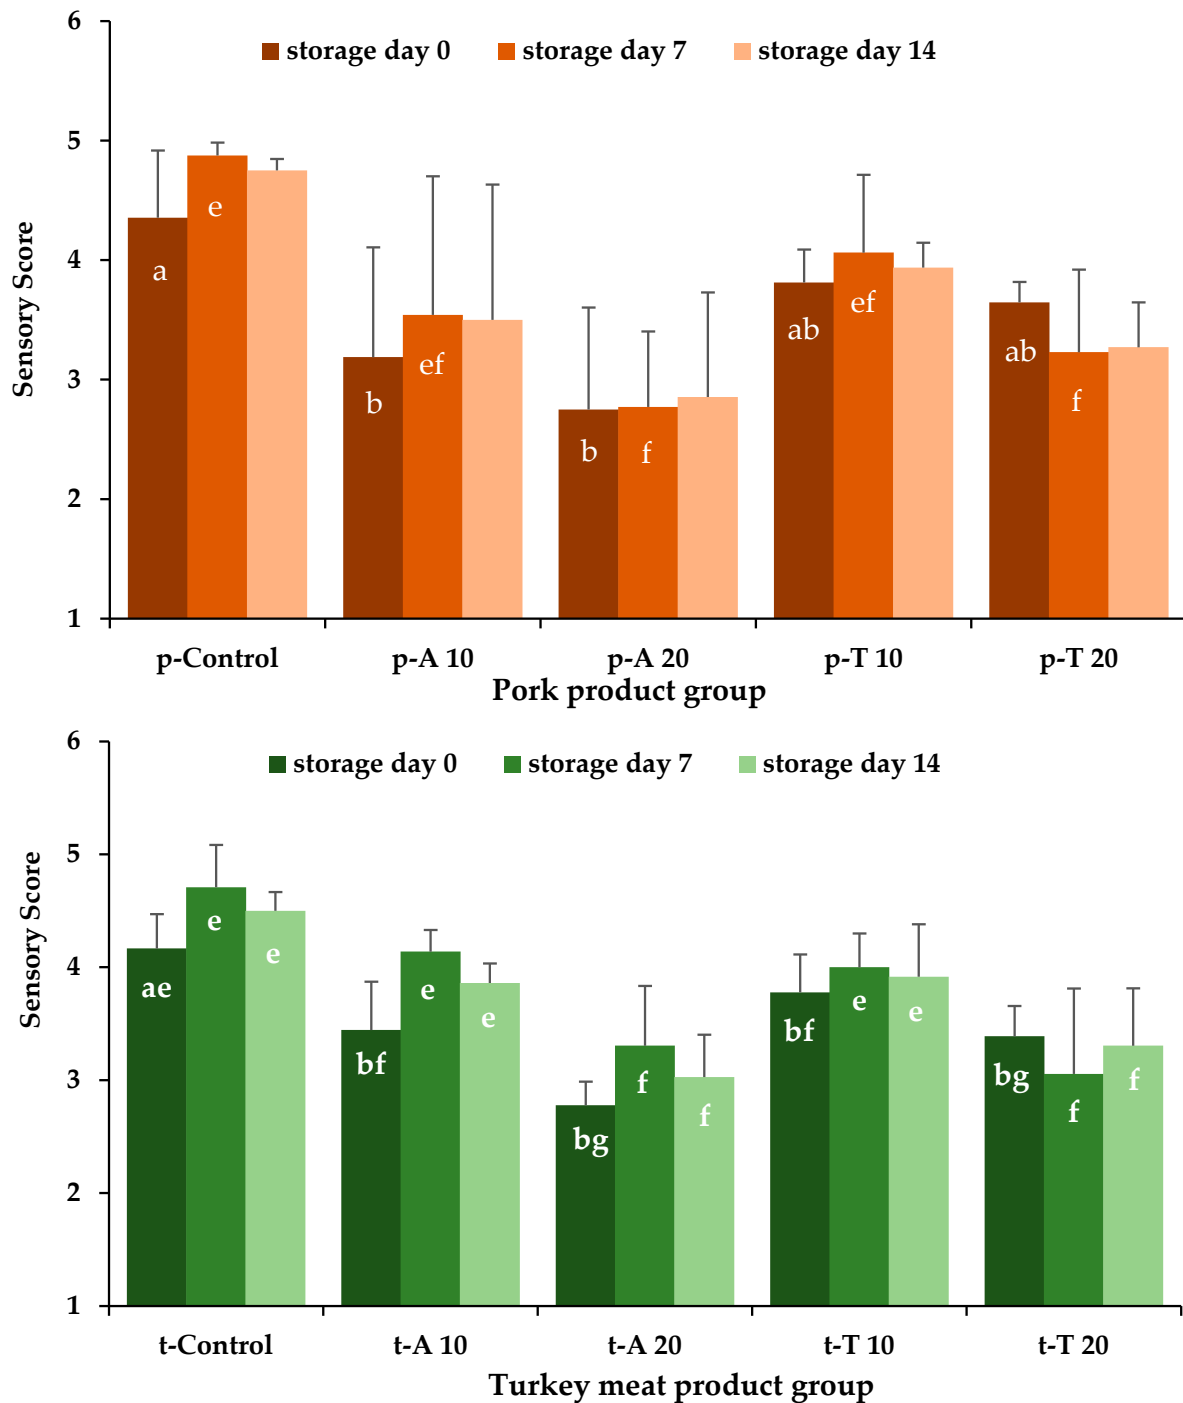 6
storage day 0 storage day 7 storage day 14
5
4
3
2
1
Sensory Score
a e
b ef
b f
ab ef
ab f
p-Control p-A 10 p-A 20 p-T 10 p-T 20
Pork product group
6
storage day 0 storage day 7 storage day 14
5
4
3
2
1
Sensory Score
ae e e
bf e e
bg f f
bf e e
bg f f
t-Control t-A 10 t-A 20 t-T 10 t-T 20
Turkey meat product group